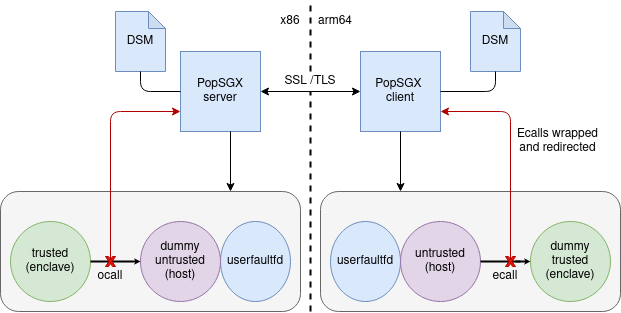 x86
arm64
DSM
DSM
PopSGX
server
SSL /TLS
PopSGX
client
Ecalls wrapped
and redirected
trusted
(enclave)
ocall
dummy
untrusted
(host)
userfaultfd
userfaultfd
untrusted
(host)
ecall
dummy
trusted
(enclave)